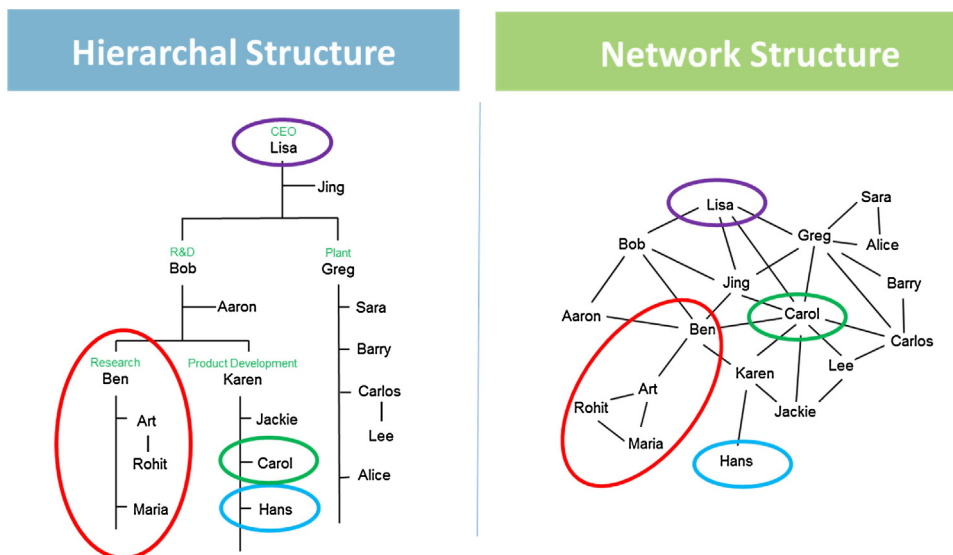 Hierarchal Structure
CEO
Lisa
Jing
R&D
Bob
Plant
Greg
Aaron
Sara
Barry
Research
Ben
Product Development
Karen
Carlos
Lee
Art
Rohit
Jackie
Carol
Alice
Maria
Hans
Network Structure
Lisa
Sara
Bob
Greg
Alice
Jing
Barry
Aaron
Ben
Carol
Carlos
Karen
Lee
Art
Rohit
Jackie
Maria
Hans